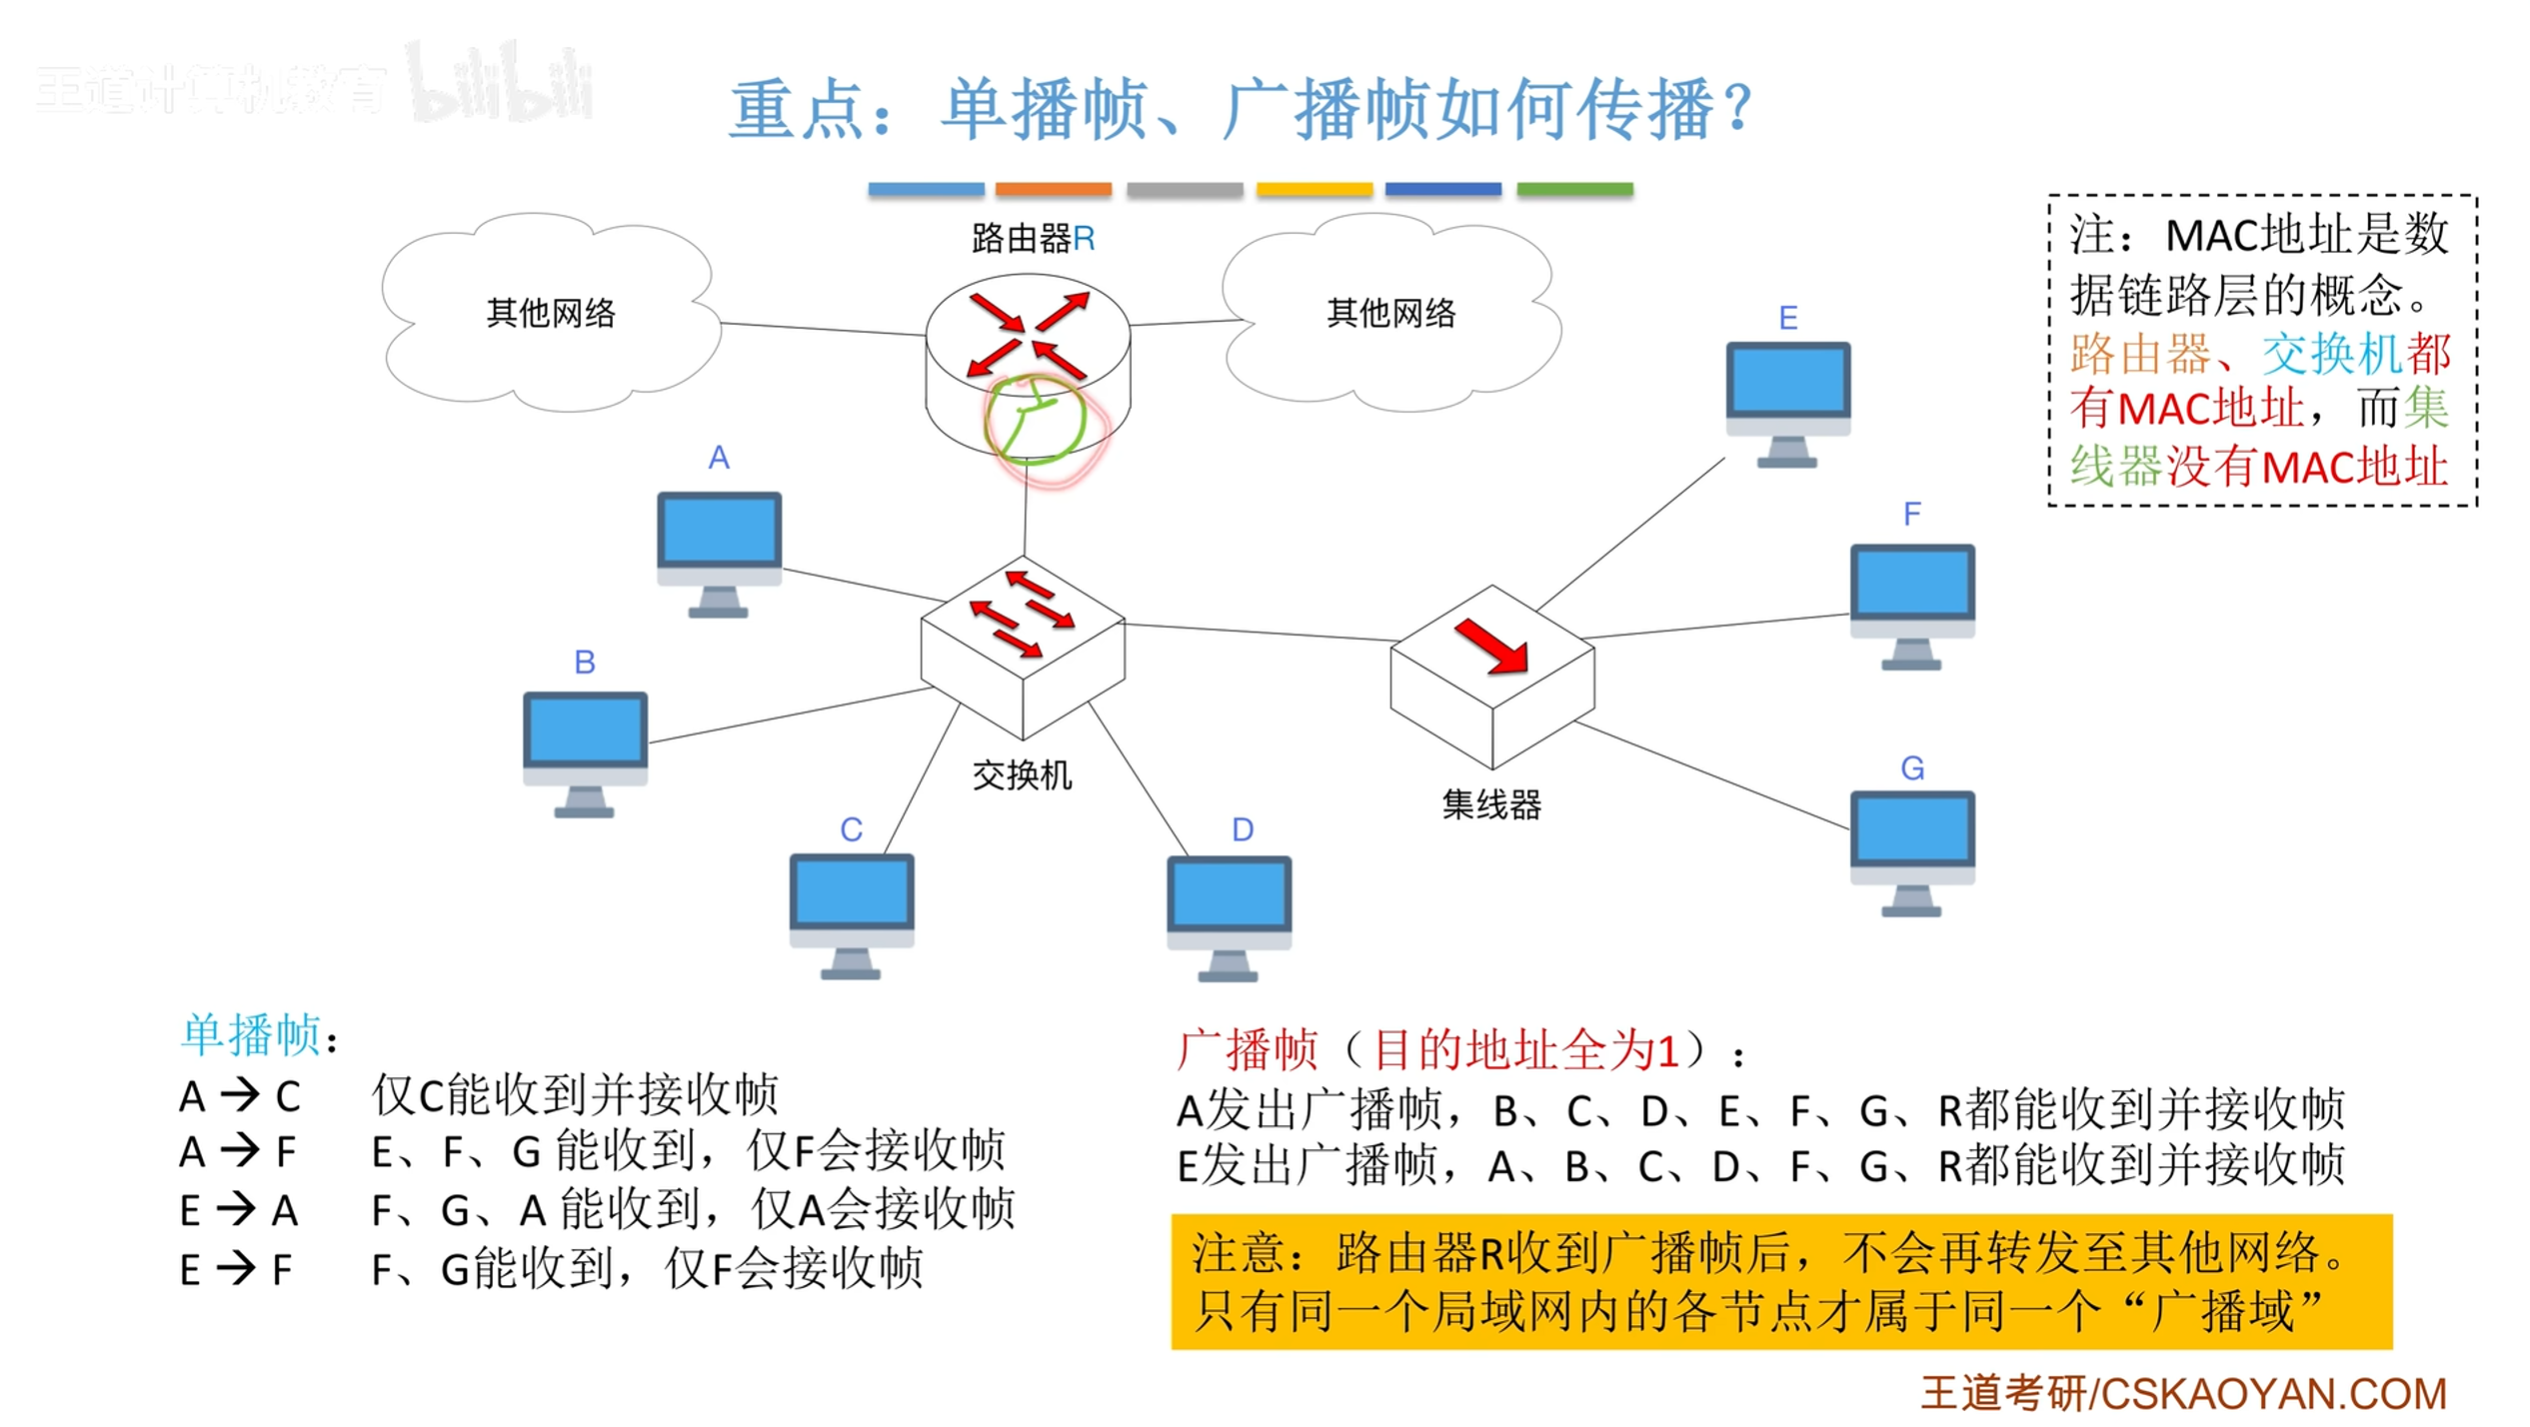 王道计算机教育 bilibili
重点：单播帧、广播帧如何传播？
路由器R
其他网络
其他网络
注：MAC地址是数
据链路层的概念。
路由器、交换机都
有MAC地址，而集
线器没有MAC地址
E
A
F
广
B
交换机
集线器
G
C
D
单播帧：
A→C 仅C能收到并接收帧
A→F E、F、G 能收到，仅F会接收帧
E→A F、G、A 能收到，仅A会接收帧
E→F F、G能收到，仅F会接收帧
广播帧（目的地址全为1）：
A发出广播帧，B、C、D、E、F、G、R都能收到并接收帧
E发出广播帧，A、B、C、D、F、G、R都能收到并接收帧
注意：路由器R收到广播帧后，不会再转发至其他网络。
只有同一个局域网内的各节点才属于同一个“广播域”
王道考研/CSKAOYAN.COM